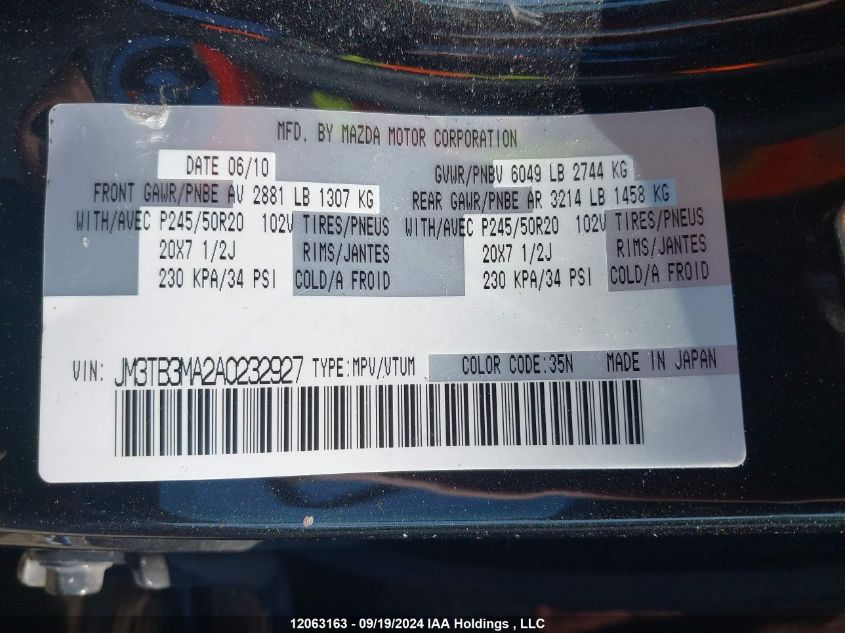 MFD. BY MAZDA MOTOR CORPORATION
DATE 06/10 GVWR/PNBV 6049 LB 2744 KG
FRONT GAWR/PNBE AV 2881 LB 1307 KG REAR GAWR/PNBE AR 3214 LB 1458 KG
WITH/AVEC P245/50R20 102V TIRES/PNEUS WITH/AVEC P245/50R20 102V TIRES/PNEUS
20X7 1/2J RIMS/JANTES 20X7 1/2J RIMS/JANTES
230 KPA/34 PSI COLD/A FROID 230 KPA/34 PSI COLD/A FROID
VIN: JM3TB3MA2A0232927 TYPE:MPV/VTUM COLOR CODE:35N MADE IN JAPAN
12063163 - 09/19/2024 IAA Holdings , LLC